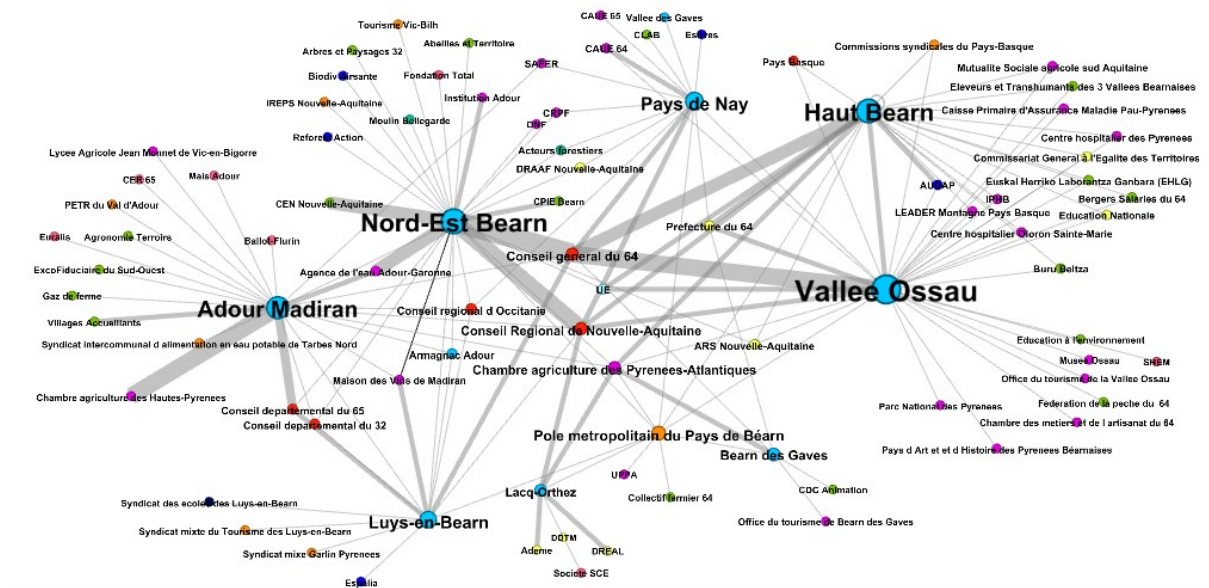 CAUE 65
Vallee des Gaves
Tourisme Vic-Bilh
CLAB
Esteves
Abeilles et Territoire
Arbres et Paysages 32
CAUE 64
Commissions syndicales du Pays-Basque
SAFER
Pays Basque
Mutualite Sociale agricole sud Aquitaine
Fondation Total
Eleveurs et Transhumants des 3 Vallees Bearnaises
Institution Adour
IREPS Nouvelle-Aquitaine
Pays de Nay
Haut Bearn
Caisse Primaire d'Assurance Maladie Pau-Pyrenees
CRPF
Moulin Bellegarde
ONF
Reforest Action
Centre hospitalier des Pyrenees
Lycee Agricole Jean Monnet de Vic-en-Bigorre
Acteurs forestiers
Commissariat General à l'Egalite des Territoires
DRAAF Nouvelle-Aquitaine
CER 65
Mais Adour
Euskal Herriko Laborantza Ganbara (EHLG)
CEN Nouvelle-Aquitaine
CPIE Bearn
IPHB
Bergers Salaries du 64
PETR du Val d'Adour
LEADER Montagne Pays Basque
Education Nationale
Nord-Est Bearn
Prefecture du 64
Centre hospitalier Oloron Sainte-Marie
Euralis
Agronomie Terroirs
Ballot-Flurin
Conseil general du 64
ExcoFiduciaire du Sud-Ouest
Agence de l'eau Adour-Garonne
Buru Beltza
UE
Vallee Ossau
Gaz de ferme
Adour Madiran
Conseil regional d Occitanie
Villages Accueillants
Conseil Regional de Nouvelle-Aquitaine
Syndicat intercommunal d alimentation en eau potable de Tarbes Nord
ARS Nouvelle-Aquitaine
Education à l'environnement
Armagnac Adour
Musee Ossau
SHEM
Chambre agriculture des Pyrenees-Atlantiques
Maison des Vins de Madiran
Office du tourisme de la Vallee Ossau
Chambre agriculture des Hautes-Pyrenees
Federation de la peche du 64
Parc National des Pyrenees
Conseil departemental du 65
Conseil departemental du 32
Chambre des metiers et de l artisanat du 64
Pole metropolitain du Pays de Béarn
Pays d Art et et d Histoire des Pyrenees Béarnaises
Bearn des Gaves
UPPA
CDC Animation
Lacq-Orthez
Collectif fermier 64
Syndicat des ecoles des Luys-en-Bearn
Luys-en-Bearn
Office du tourisme de Bearn des Gaves
Syndicat mixte du Tourisme des Luys-en-Bearn
DDTM
Ademe
DREAL
Syndicat mixe Garlin Pyrenees
Societe SCE